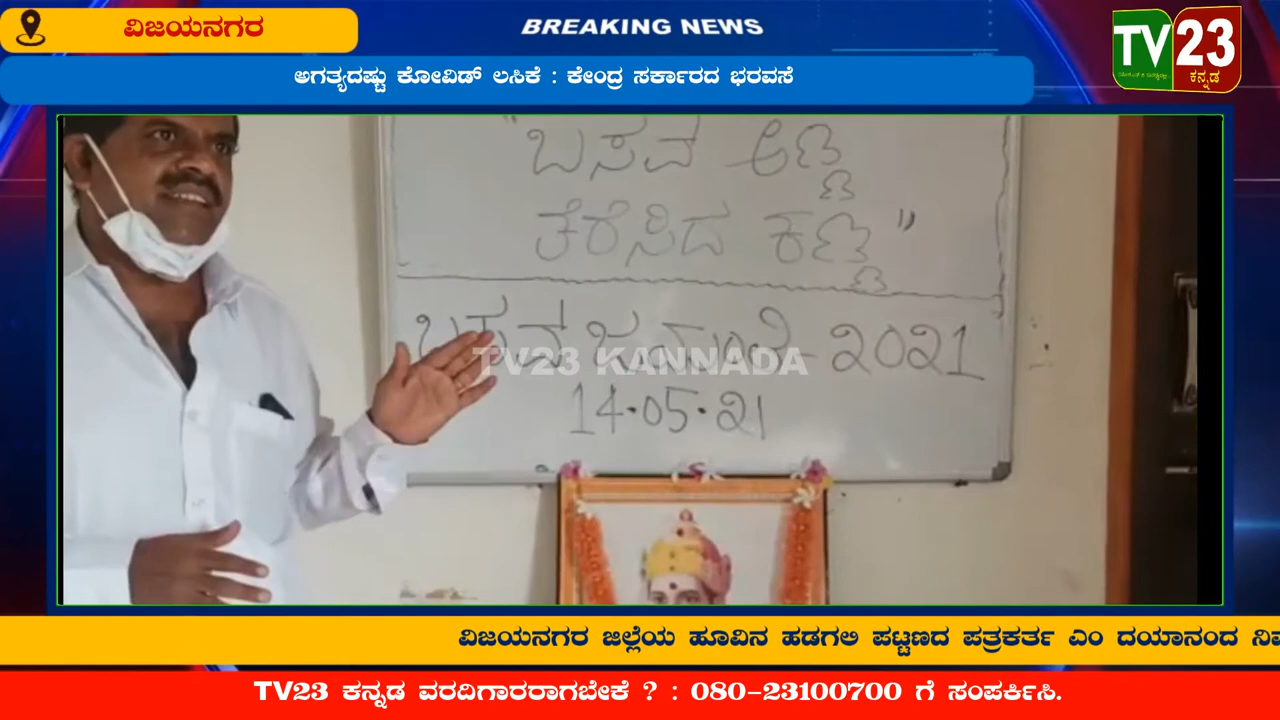 ವಿಜಯನಗರ
BREAKING NEWS
TV23
ಕನ್ನಡ
ಅಗತ್ಯದಷ್ಟು ಕೋವಿಡ್ ಲಸಿಕೆ : ಕೇಂದ್ರ ಸರ್ಕಾರದ ಭರವಸೆ
"ಬಸವ ಅಣ್ಣ
ತೆರೆಸಿದ ಕಣ್ಣ"
ಬಸವ ಜಯಂತಿ - 2021
14.05.21
TV23 KANNADA
ವಿಜಯನಗರ ಜಿಲ್ಲೆಯ ಹೂವಿನ ಹಡಗಲಿ ಪಟ್ಟಣದ ಪತ್ರಕರ್ತ ಎಂ ದಯಾನಂದ
TV23 ಕನ್ನಡ ವರದಿಗಾರರಾಗಬೇಕೆ ? : 080-23100700 ಗೆ ಸಂಪರ್ಕಿಸಿ.